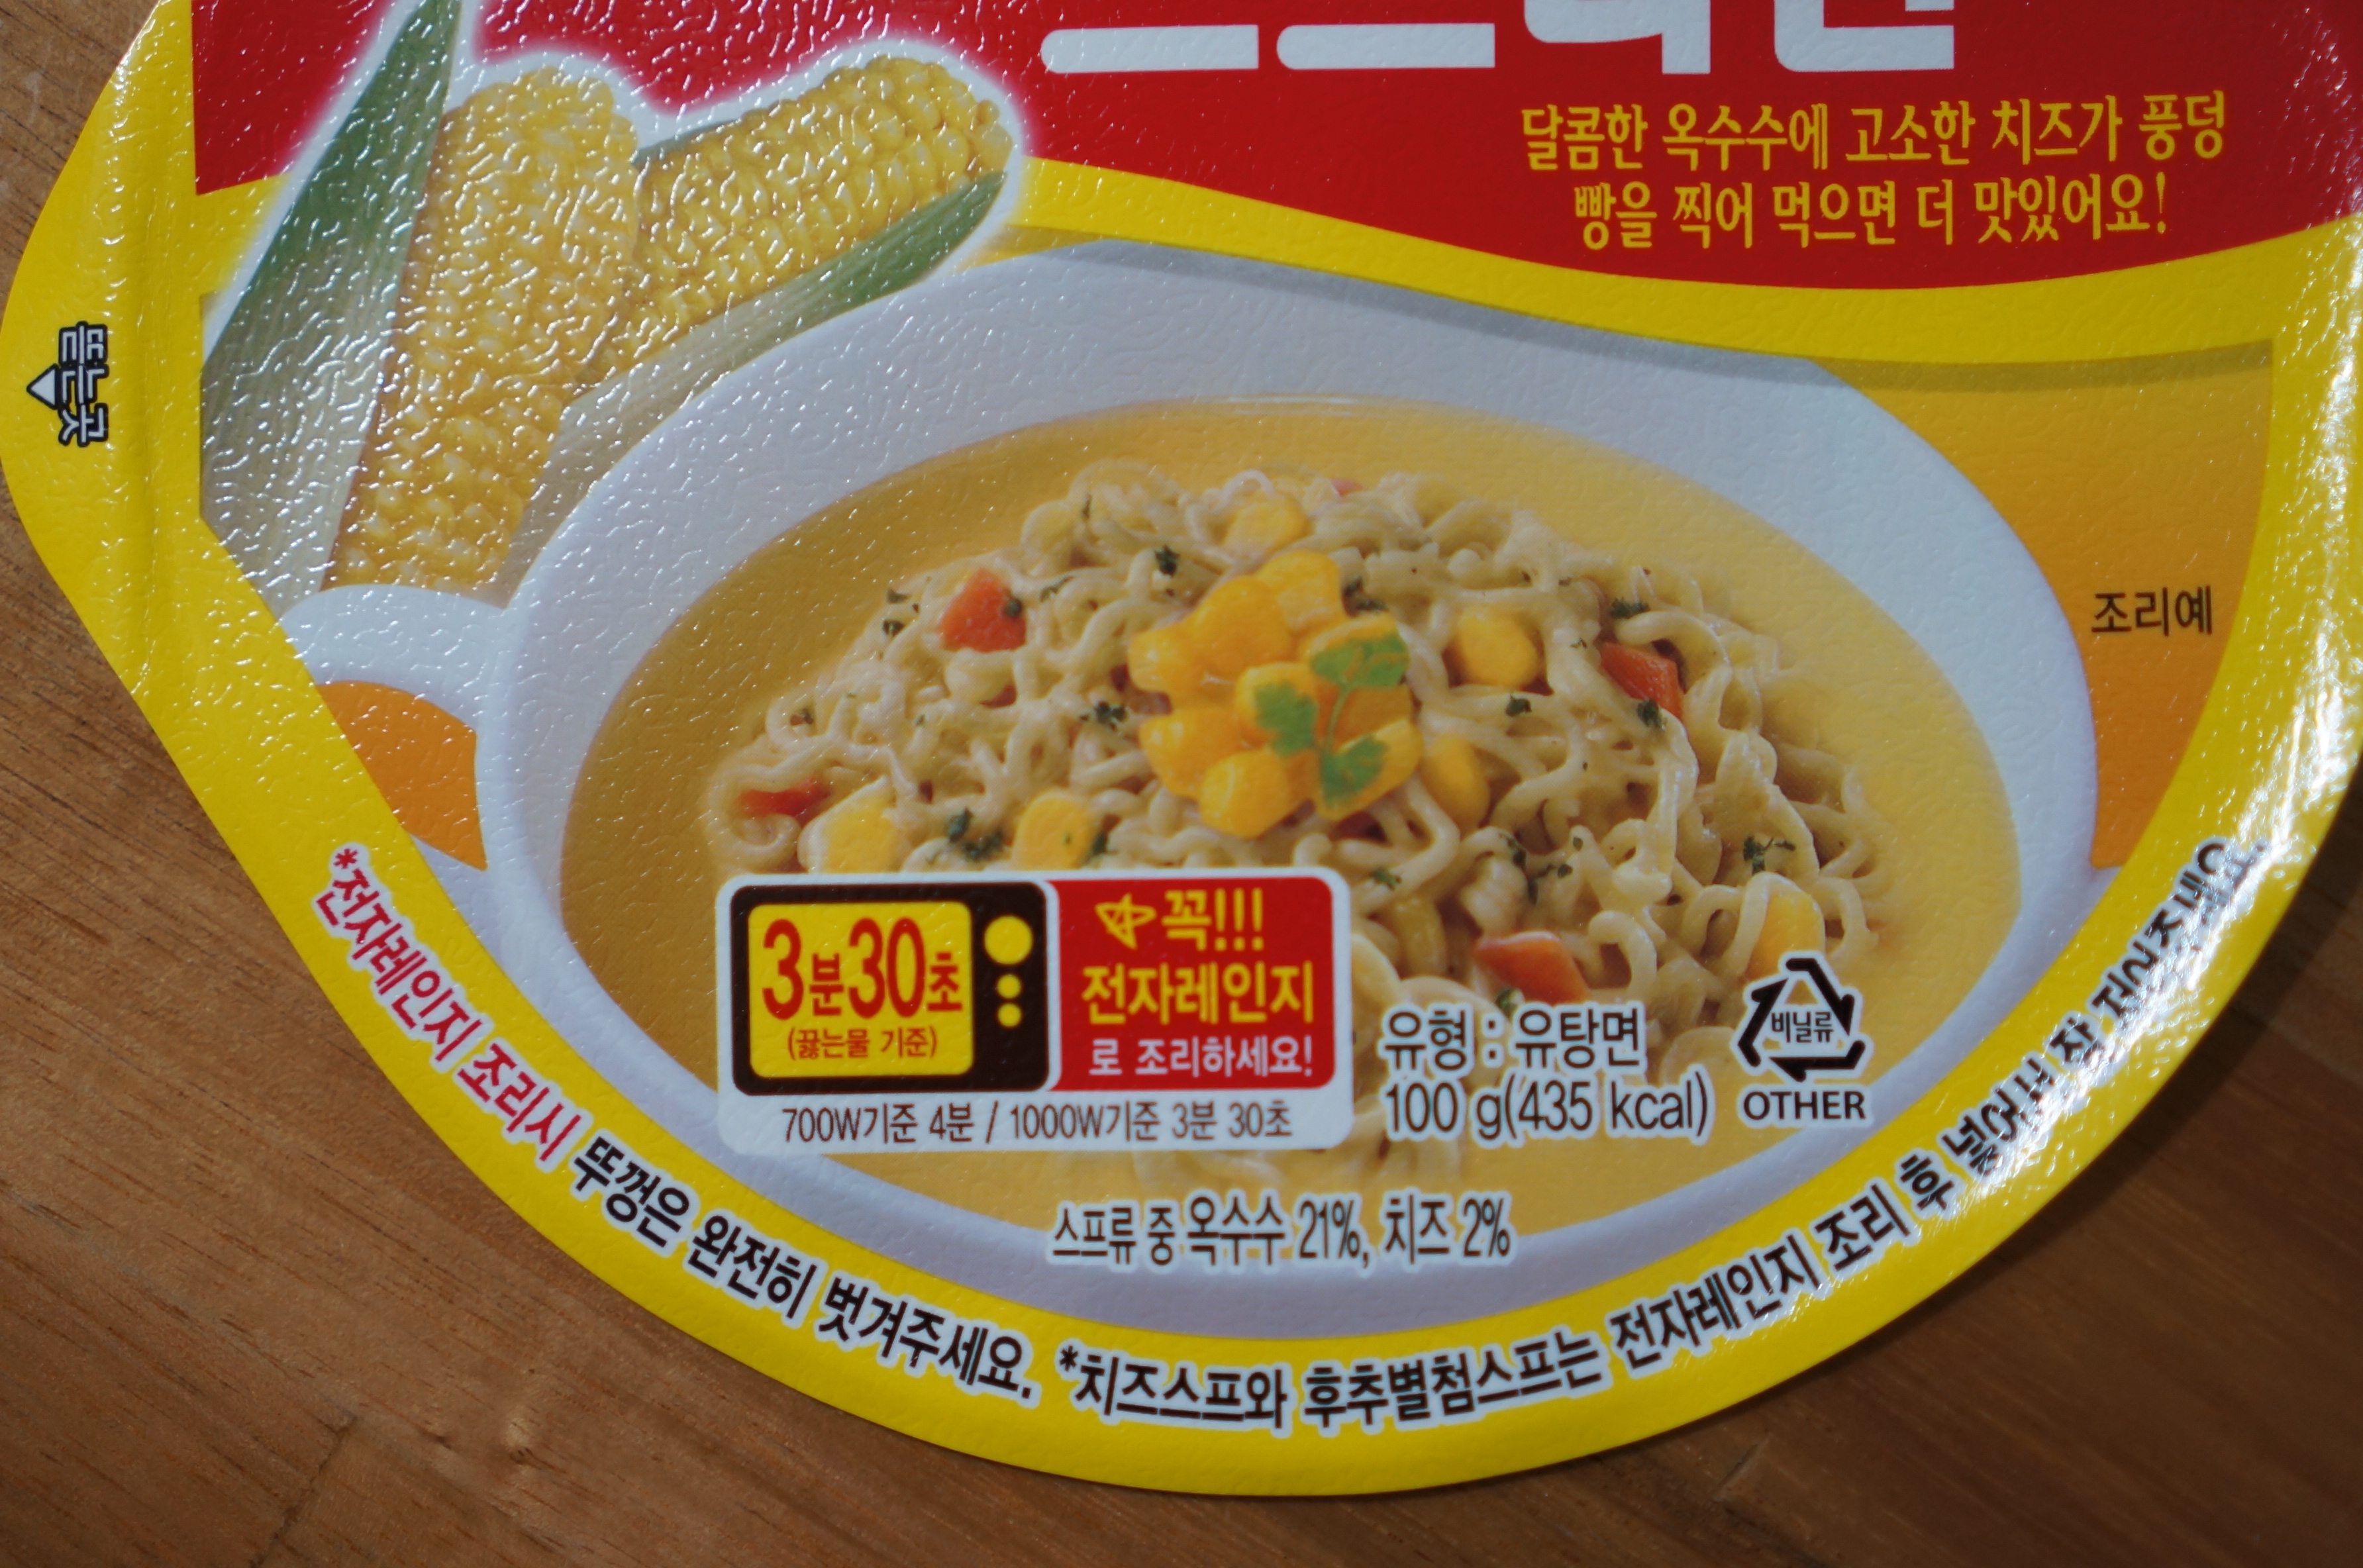 달콤한 옥수수에 고소한 치즈가 풍덩
빵을 찍어 먹으면 더 맛있어요!
뜯는곳
조리예
3분30초
(끓는물 기준)
꼭!!!
전자레인지
로 조리하세요!
700W기준 4분 / 1000W기준 3분 30초
유형 : 유탕면
100 g(435 kcal)
비닐류
OTHER
스프류 중 옥수수 21%, 치즈 2%
*전자레인지 조리시 뚜껑은 완전히 벗겨주세요. *치즈스프와 후추별첨스프는 전자레인지 조리 후 넣어서 잘 저어주세요.